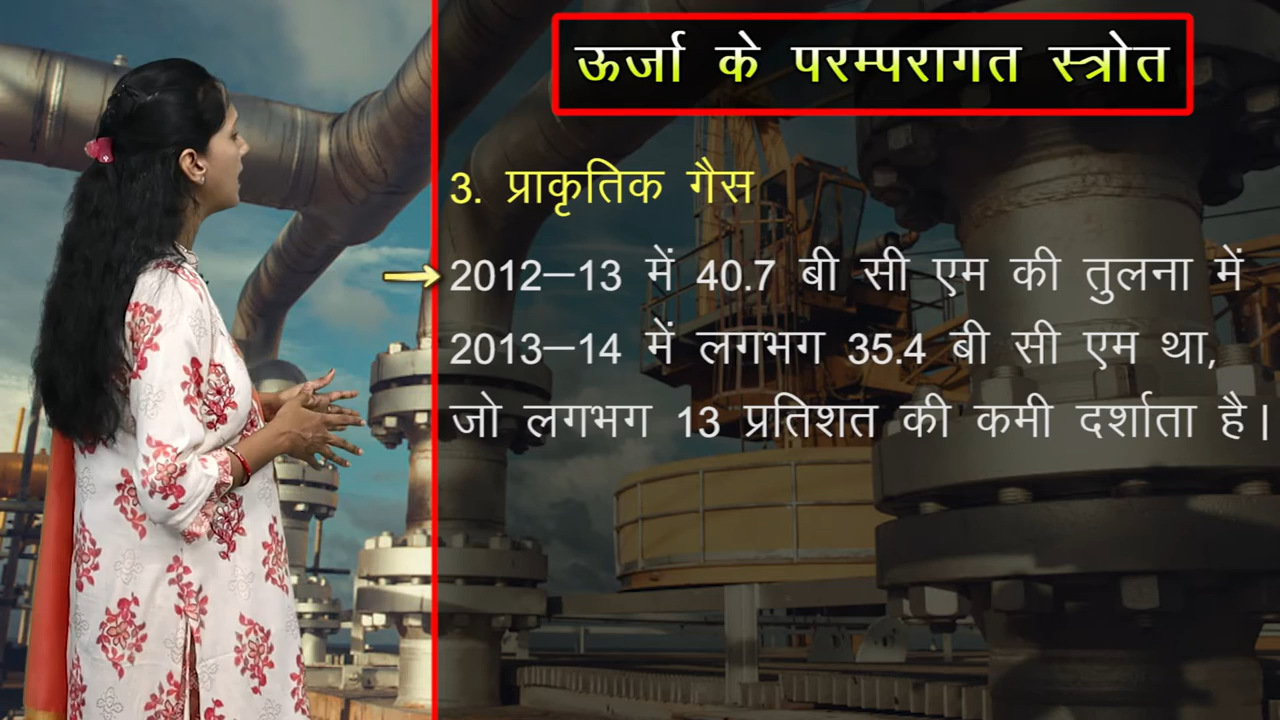 ऊर्जा के परम्परागत स्त्रोत
3. प्राकृतिक गैस
2012–13 में 40.7 बी सी एम की तुलना में
2013–14 में लगभग 35.4 बी सी एम था,
जो लगभग 13 प्रतिशत की कमी दर्शाता है।